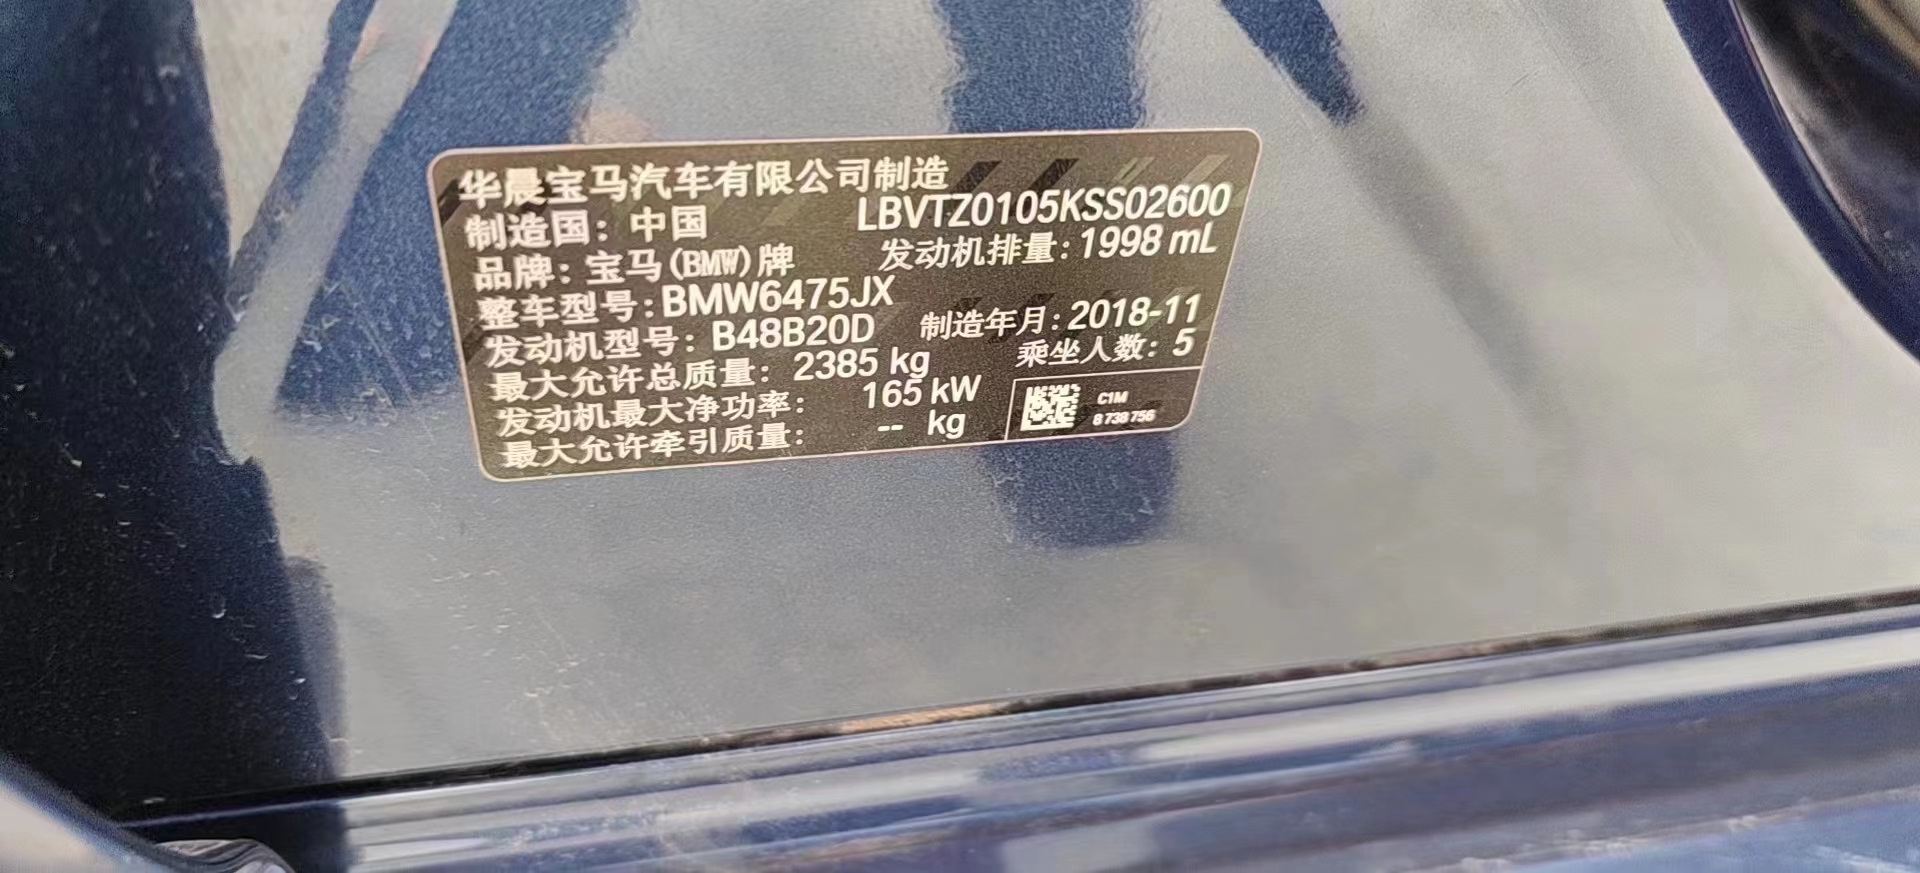 华晨宝马汽车有限公司制造
制造国：中国 LBVTZ0105KSS02600
品牌：宝马(BMW)牌 发动机排量：1998 mL
整车型号：BMW6475JX
发动机型号：B48B20D 制造年月：2018-11
最大允许总质量：2385 kg 乘坐人数：5
发动机最大净功率：165 kW
最大允许牵引质量：-- kg
C1M
8 738 756